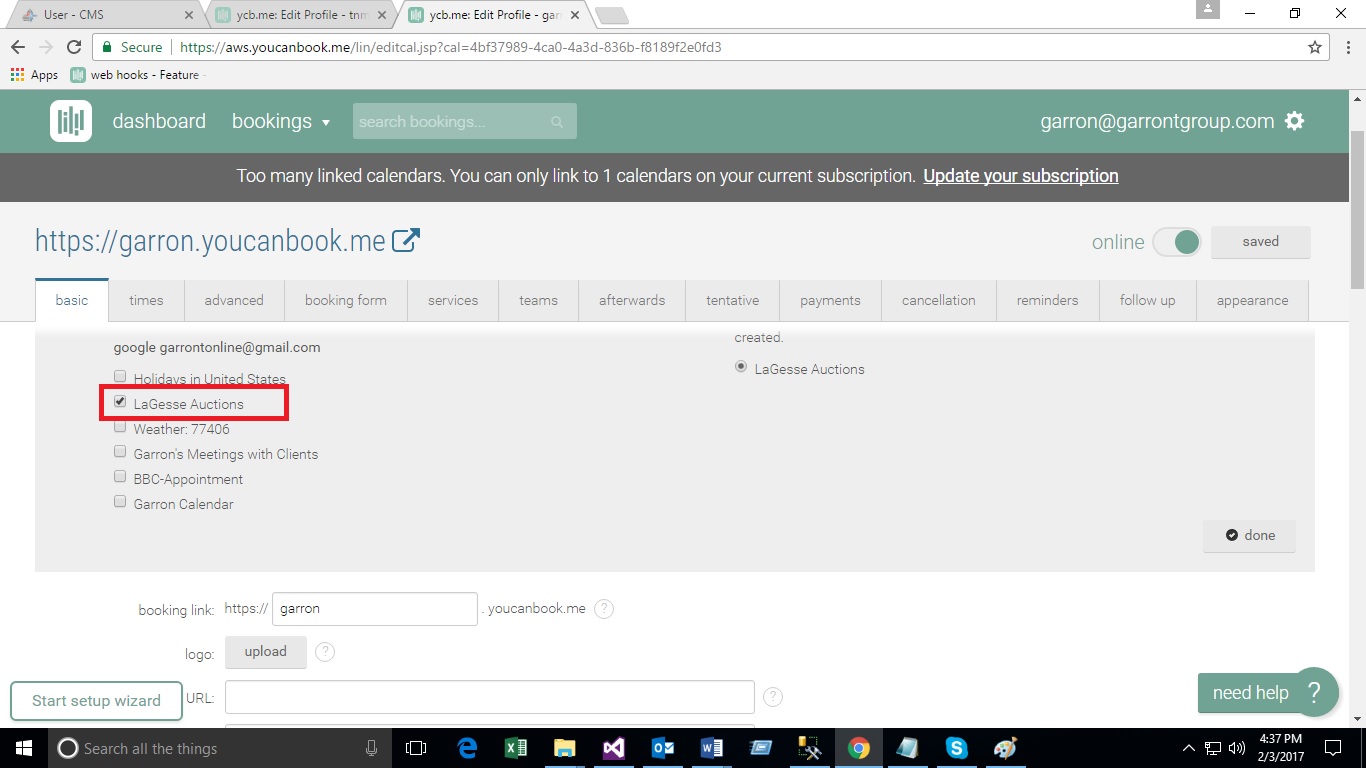 User - CMS
ycb.me: Edit Profile - tnm
ycb.me: Edit Profile - gar
Secure
https://aws.youcanbook.me/lin/editcal.jsp?cal=4bf37989-4ca0-4a3d-836b-f8189f2e0fd3
Apps
web hooks - Feature
dashboard
bookings
search bookings...
garron@garrontgroup.com
Too many linked calendars. You can only link to 1 calendars on your current subscription. Update your subscription
https://garron.youcanbook.me
online
saved
basic
times
advanced
booking form
services
teams
afterwards
tentative
payments
cancellation
reminders
follow up
appearance
google garrontonline@gmail.com
created.
Holidays in United States
LaGesse Auctions
LaGesse Auctions
Weather: 77406
Garron's Meetings with Clients
BBC-Appointment
Garron Calendar
done
booking link: https:// garron . youcanbook.me ?
logo: upload ?
URL: ?
Start setup wizard
need help ?
Search all the things
4:37 PM
2/3/2017